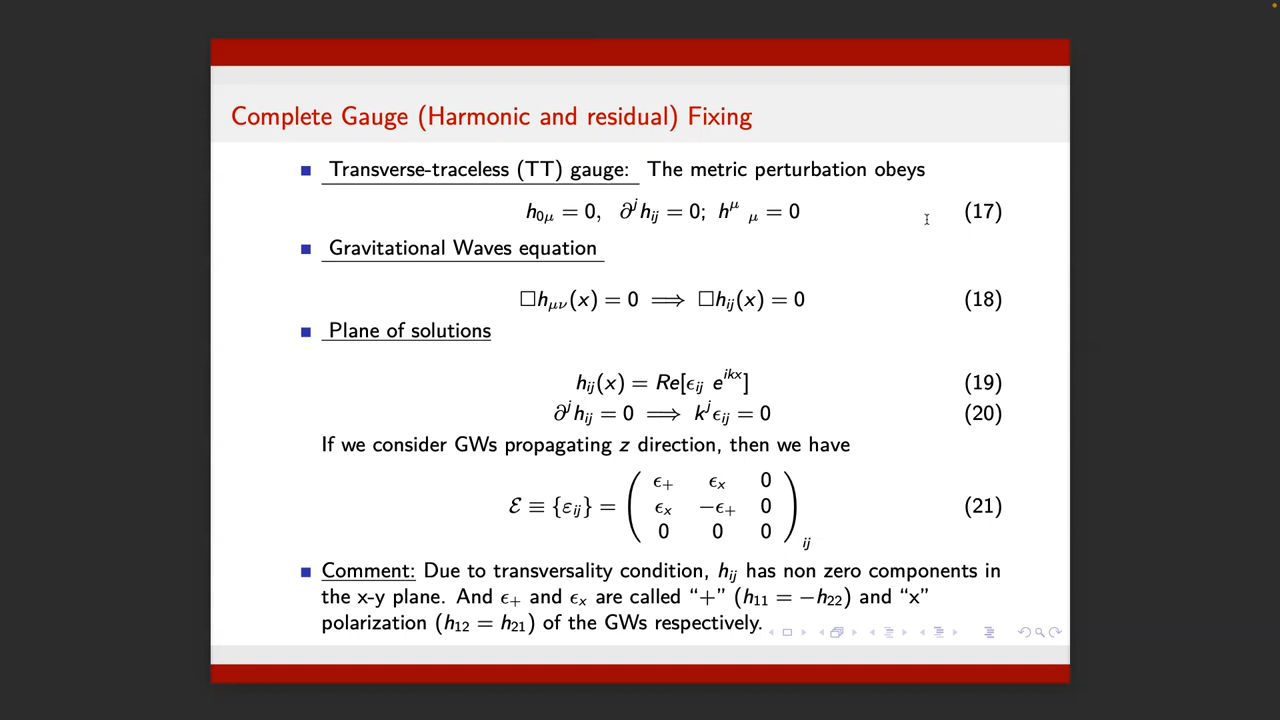 Complete Gauge (Harmonic and residual) Fixing
Transverse-traceless (TT) gauge: The metric perturbation obeys
h₀μ = 0, ∂ʲhᵢⱼ = 0; h^μ _μ = 0 (17)
Gravitational Waves equation
□h_μν(x) = 0 ⟹ □hᵢⱼ(x) = 0 (18)
Plane of solutions
hᵢⱼ(x) = Re[ϵᵢⱼ e^{ikx}] (19)
∂ʲhᵢⱼ = 0 ⟹ kʲϵᵢⱼ = 0 (20)
If we consider GWs propagating z direction, then we have
ϵ₊ ϵₓ 0
ℰ ≡ {εᵢⱼ} = ( ϵₓ −ϵ₊ 0 ) (21)
0 0 0
ij
Comment: Due to transversality condition, hᵢⱼ has non zero components in
the x-y plane. And ϵ₊ and ϵₓ are called “+” (h₁₁ = −h₂₂) and “x”
polarization (h₁₂ = h₂₁) of the GWs respectively.